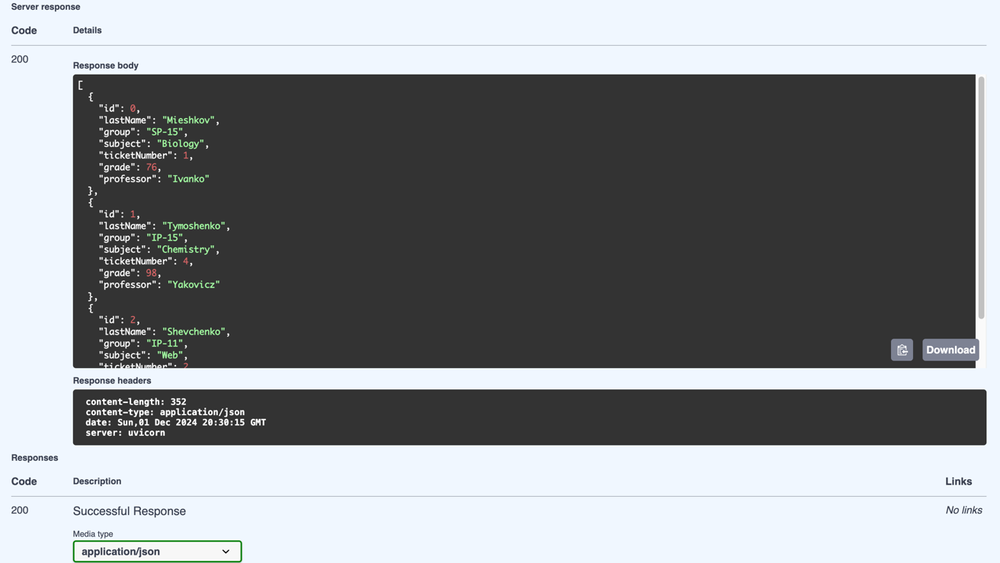 Server response
Code Details
200
Response body
[
  {
    "id": 0,
    "lastName": "Mieshkov",
    "group": "SP-15",
    "subject": "Biology",
    "ticketNumber": 1,
    "grade": 76,
    "professor": "Ivanko"
  },
  {
    "id": 1,
    "lastName": "Tymoshenko",
    "group": "IP-15",
    "subject": "Chemistry",
    "ticketNumber": 4,
    "grade": 98,
    "professor": "Yakovicz"
  },
  {
    "id": 2,
    "lastName": "Shevchenko",
    "group": "IP-11",
    "subject": "Web",
    "ticketNumber": 2
Download
Response headers
content-length: 352
content-type: application/json
date: Sun,01 Dec 2024 20:30:15 GMT
server: uvicorn
Responses
Code Description Links
200 Successful Response No links
Media type
application/json